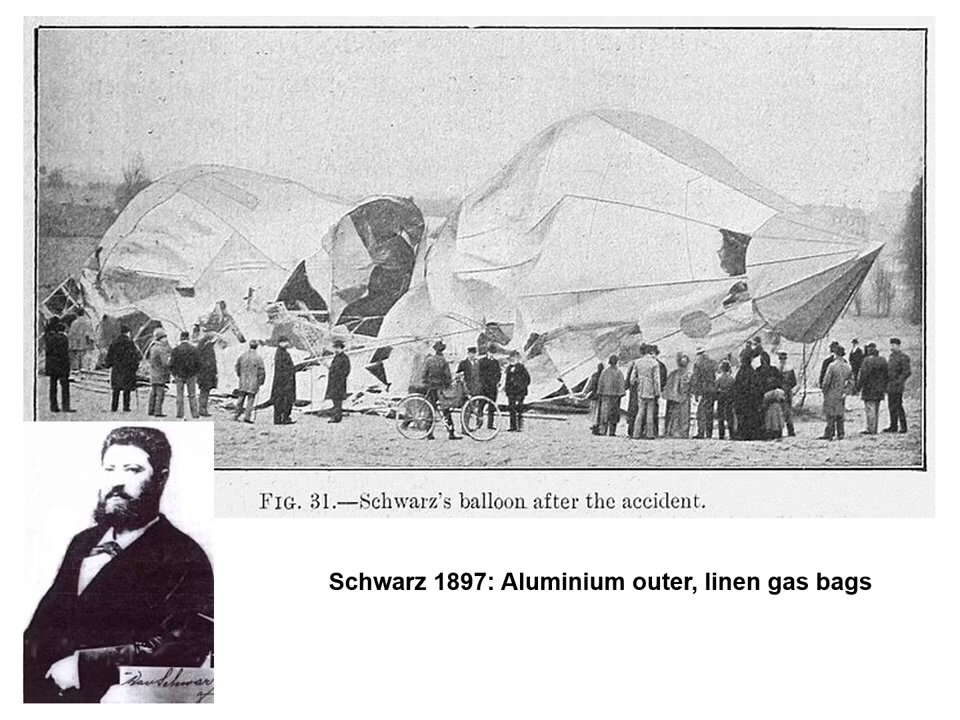 FIG. 31.—Schwarz's balloon after the accident.
Schwarz 1897: Aluminium outer, linen gas bags